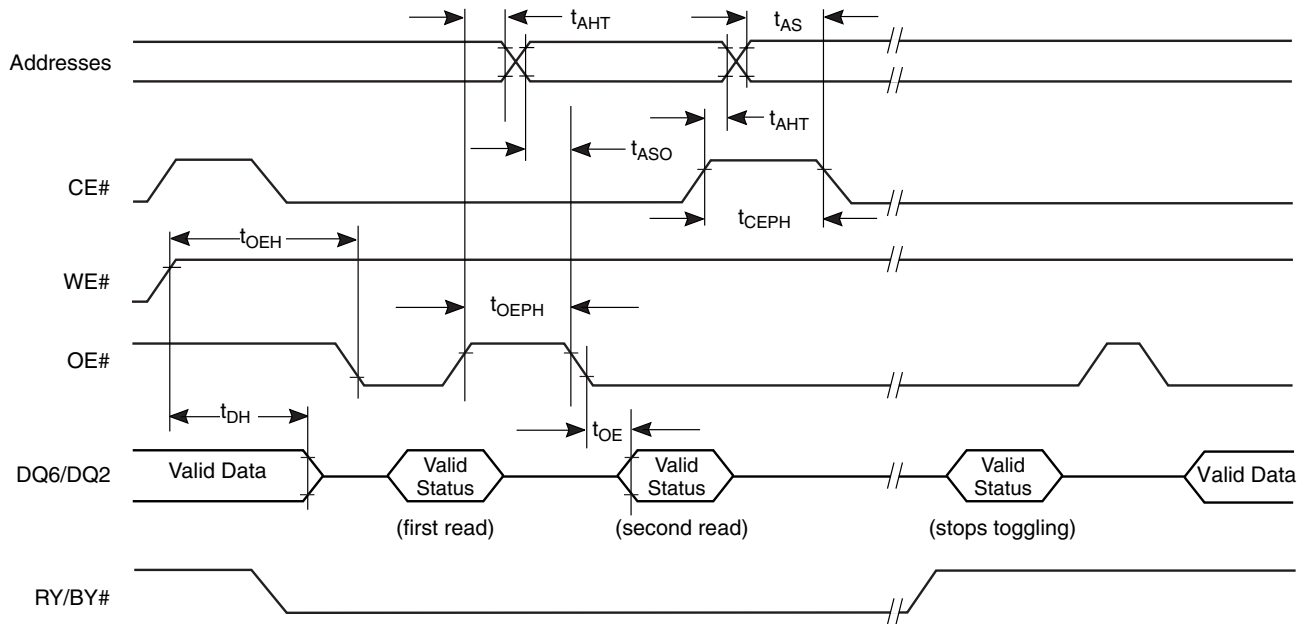 tAHT
tAS
Addresses
tAHT
tASO
CE#
tCEPH
tOEH
WE#
tOEPH
OE#
tDH
tOE
DQ6/DQ2
Valid Data
Valid
Status
Valid
Status
Valid
Status
Valid Data
(first read)
(second read)
(stops toggling)
RY/BY#